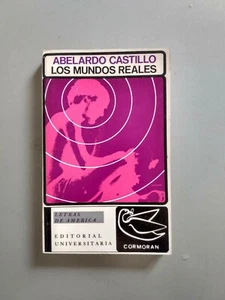 ABELARDO CASTILLO
LOS MUNDOS REALES
LETRAS
DE AMERICA
EDITORIAL
UNIVERSITARIA
CORMORAN